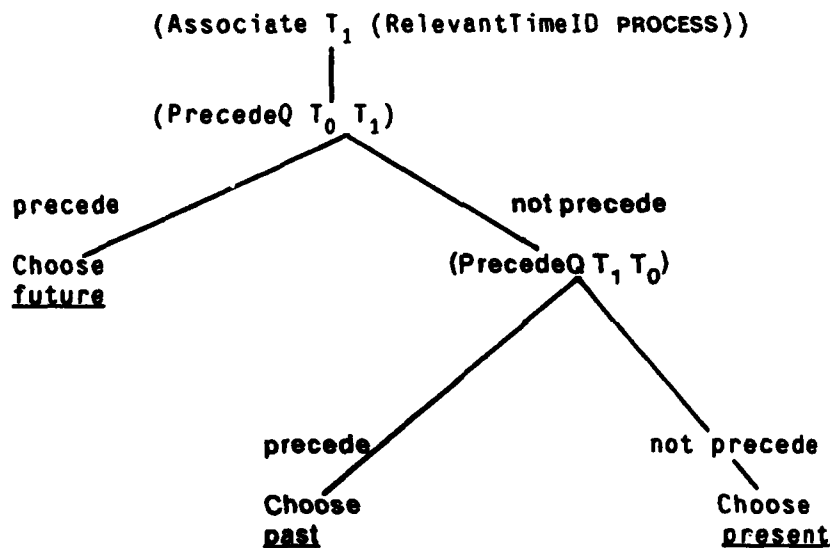 (Associate T₁ (RelevantTimeID PROCESS))
(PrecedeQ T₀ T₁)
precede
not precede
Choose
future
(PrecedeQ T₁ T₀)
precede
not precede
Choose
past
Choose
present